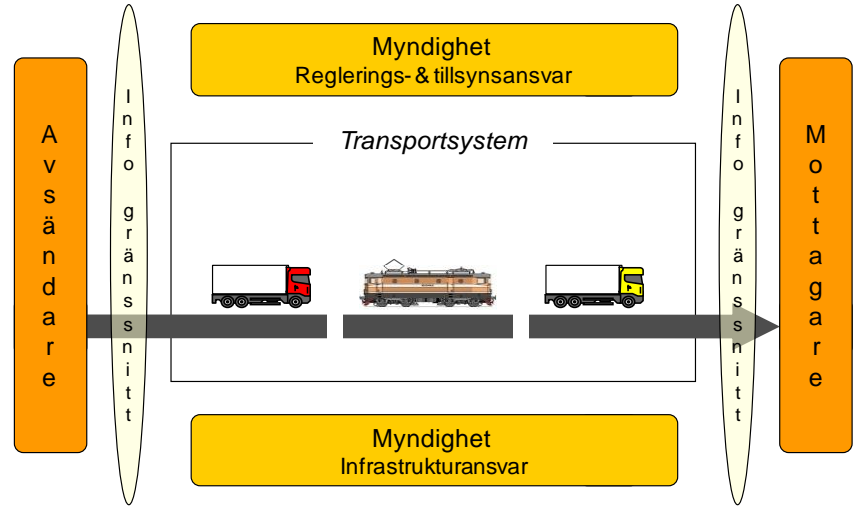 Myndighet
Reglerings- & tillsynsansvar
Avsändare
Info gränssnitt
Transportsystem
Info gränssnitt
Mottagare
Myndighet
Infrastrukturansvar